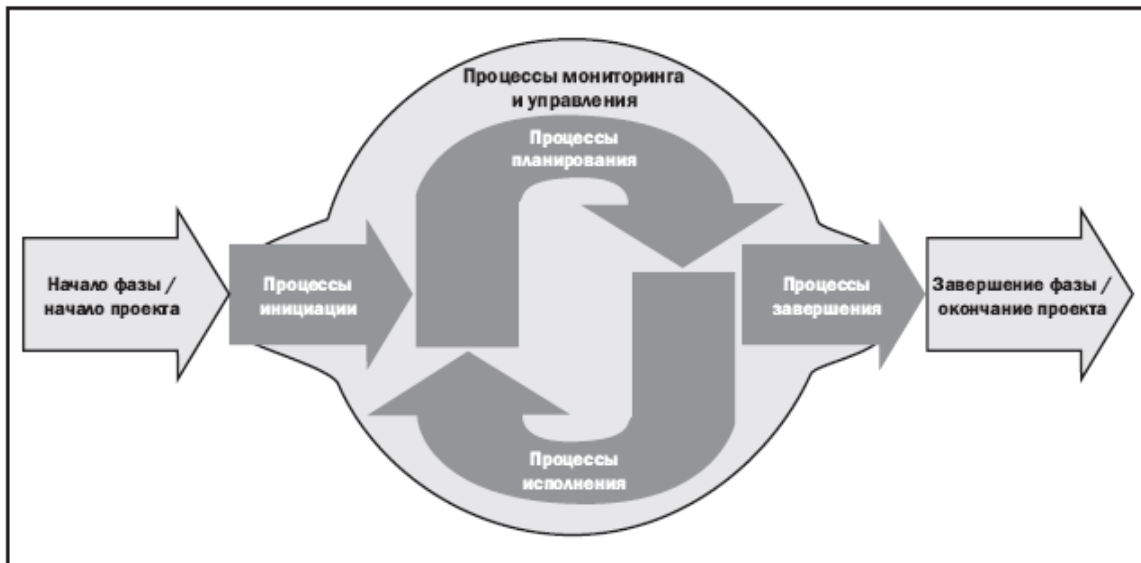 Процессы мониторинга
и управления
Процессы
планирования
Начало фазы /
начало проекта
Процессы
инициации
Процессы
завершения
Завершение фазы /
окончание проекта
Процессы
исполнения